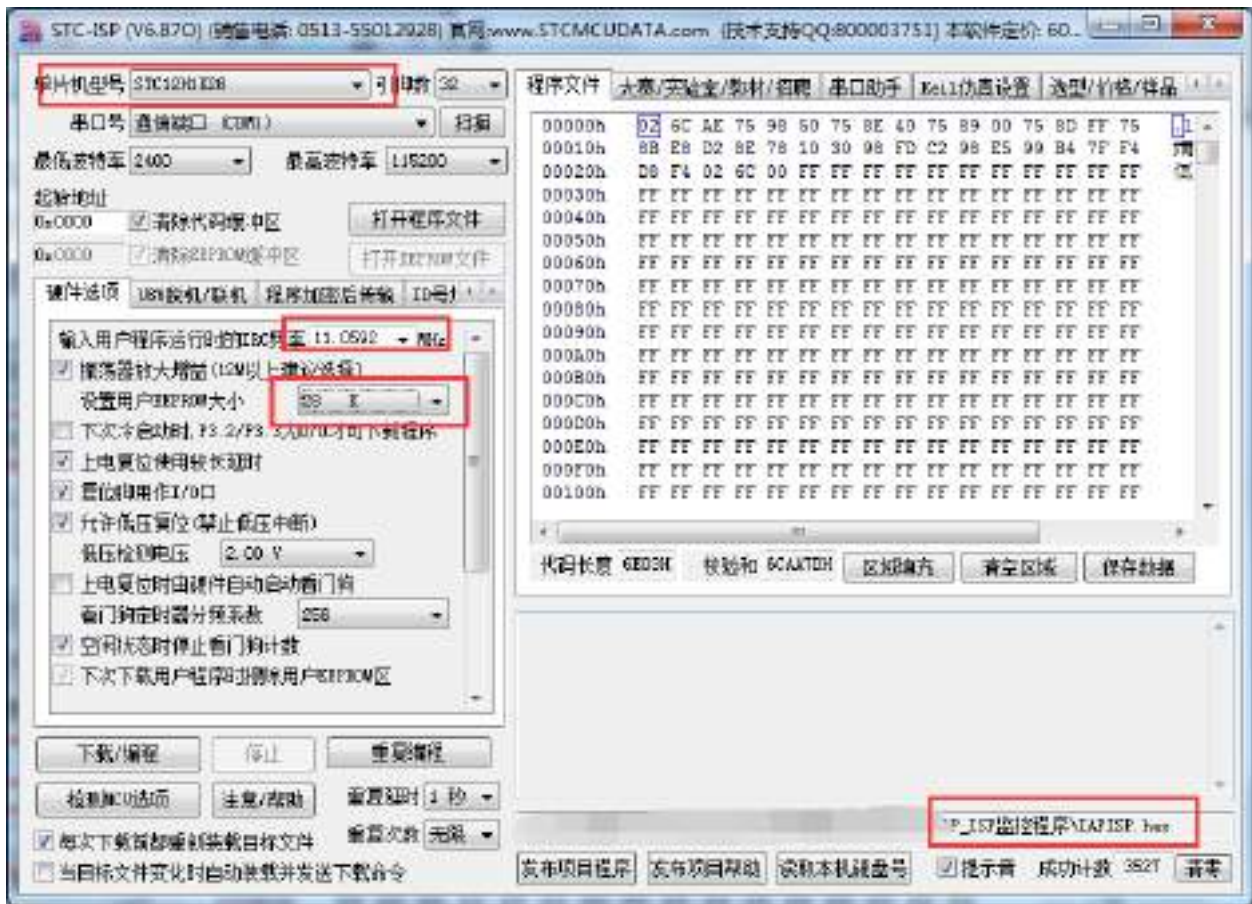 STC-ISP (V6.87O) (销售电话: 0513-55012928) 官网:www.STCMCUDATA.com (技术支持QQ:800003751) 本软件定价: 60...
单片机型号
引脚数 32
串口号 (COM1) 扫描
最低波特率 2400 最高波特率 115200
起始地址
0x0000 清除代码缓冲区 打开程序文件
0x0000 清除EEPROM缓冲区 打开EEPROM文件
硬件选项 U8W脱机/联机 程序加密后传输 ID号
输入用户程序运行时的IRC频率 11.0592 MHz
振荡器放大增益(12M以上建议选择)
设置用户EEPROM大小 K
下次冷启动时, P3.2/P3.3为0/0才可下载程序
上电复位使用较长延时
复位脚用作I/O口
允许低压复位(禁止低压中断)
低压检测电压 2.00 V
上电复位时由硬件自动启动看门狗
看门狗定时器分频系数 256
空闲状态时停止看门狗计数
下次下载用户程序时擦除用户EEPROM区
下载/编程 停止 重复编程
检测MCU选项 注意/帮助 重复延时 1 秒
每次下载前都重新装载目标文件 重复次数 无限
当目标文件变化时自动装载并发送下载命令
程序文件 大赛/实验室/教材/招聘 串口助手 Keil仿真设置 选型/价格/样品
00000h 02 6C AE 75 98 50 75 8E 40 75 89 00 75 8D FF 75
00010h 8B E8 D2 8E 78 10 30 98 FD C2 98 E5 99 B4 7F F4
00020h D8 F4 02 6C 00 FF FF FF FF FF FF FF FF FF FF FF
00030h FF FF FF FF FF FF FF FF FF FF FF FF FF FF FF FF
00040h FF FF FF FF FF FF FF FF FF FF FF FF FF FF FF FF
00050h FF FF FF FF FF FF FF FF FF FF FF FF FF FF FF FF
00060h FF FF FF FF FF FF FF FF FF FF FF FF FF FF FF FF
00070h FF FF FF FF FF FF FF FF FF FF FF FF FF FF FF FF
00080h FF FF FF FF FF FF FF FF FF FF FF FF FF FF FF FF
00090h FF FF FF FF FF FF FF FF FF FF FF FF FF FF FF FF
000A0h FF FF FF FF FF FF FF FF FF FF FF FF FF FF FF FF
000B0h FF FF FF FF FF FF FF FF FF FF FF FF FF FF FF FF
000C0h FF FF FF FF FF FF FF FF FF FF FF FF FF FF FF FF
000D0h FF FF FF FF FF FF FF FF FF FF FF FF FF FF FF FF
000E0h FF FF FF FF FF FF FF FF FF FF FF FF FF FF FF FF
000F0h FF FF FF FF FF FF FF FF FF FF FF FF FF FF FF FF
00100h FF FF FF FF FF FF FF FF FF FF FF FF FF FF FF FF
代码长度 校验和 区域填充 清空区域 保存数据
P_ISP监控程序\IAPISP.hex
发布项目程序 发布项目帮助 读取本机硬盘号 提示音 成功计数 3527 清零